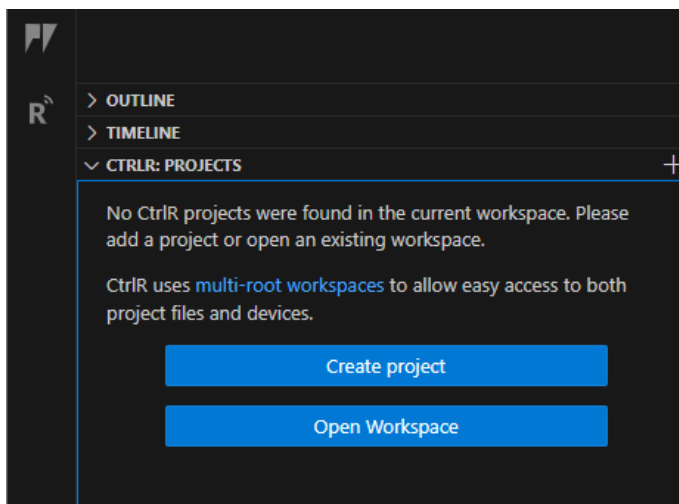 R
OUTLINE
TIMELINE
CTRLR: PROJECTS
No CtrlR projects were found in the current workspace. Please
add a project or open an existing workspace.
CtrlR uses multi-root workspaces to allow easy access to both
project files and devices.
Create project
Open Workspace